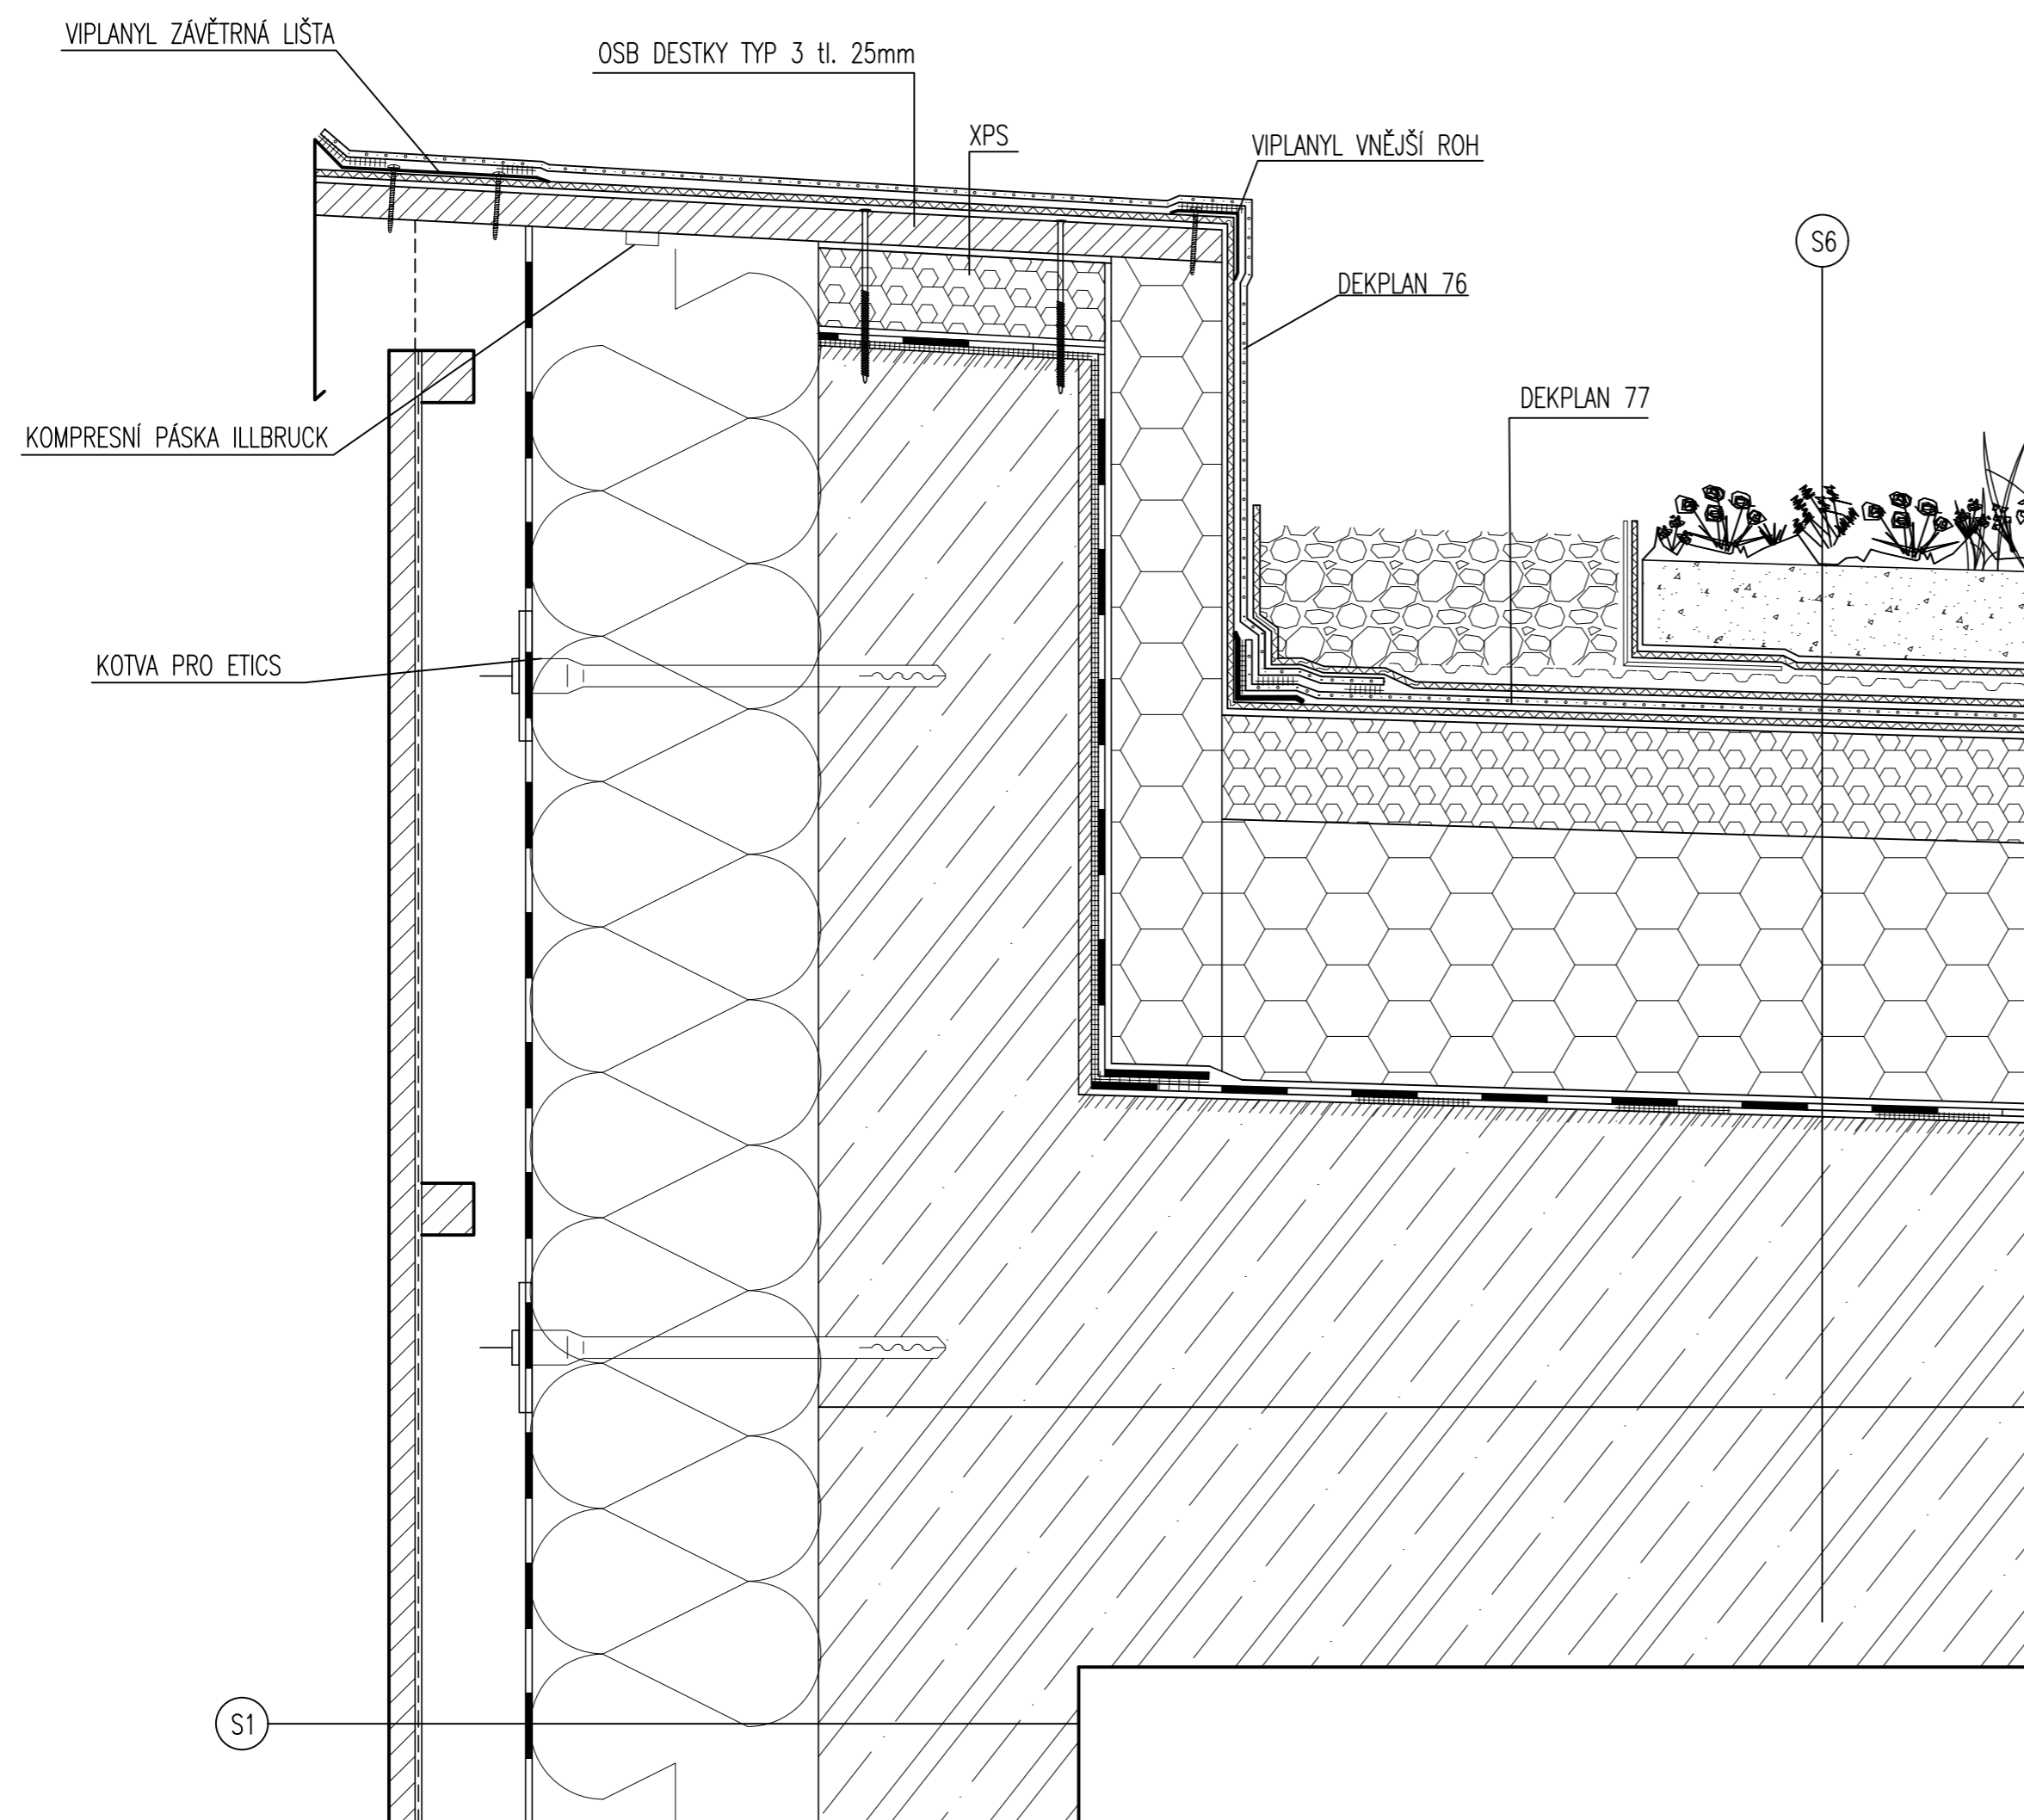 VIPLANYL ZÁVĚTRNÁ LIŠTA
OSB DESTKY TYP 3 tl. 25mm
XPS
VIPLANYL VNĚJŠÍ ROH
S6
DEKPLAN 76
DEKPLAN 77
KOMPRESNÍ PÁSKA ILLBRUCK
KOTVA PRO ETICS
S1